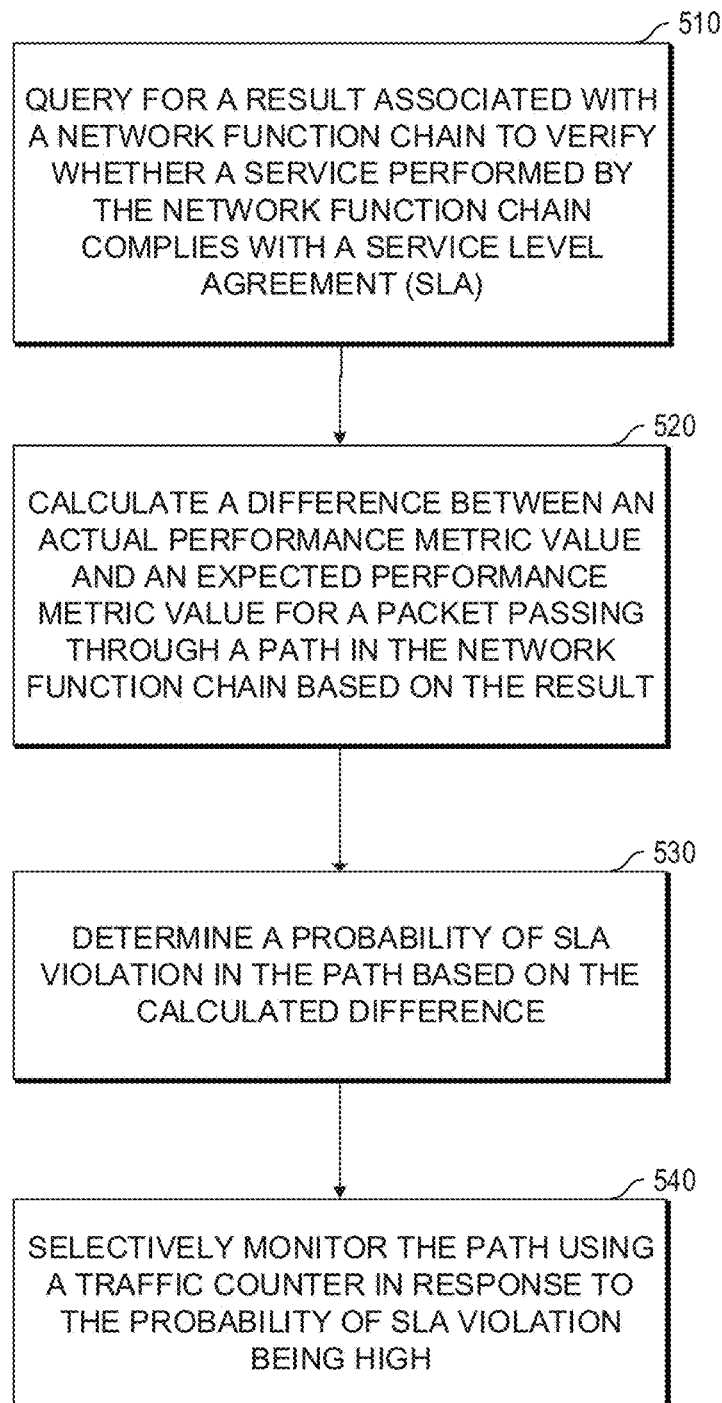 510
QUERY FOR A RESULT ASSOCIATED WITH
A NETWORK FUNCTION CHAIN TO VERIFY
WHETHER A SERVICE PERFORMED BY
THE NETWORK FUNCTION CHAIN
COMPLIES WITH A SERVICE LEVEL
AGREEMENT (SLA)
520
CALCULATE A DIFFERENCE BETWEEN AN
ACTUAL PERFORMANCE METRIC VALUE
AND AN EXPECTED PERFORMANCE
METRIC VALUE FOR A PACKET PASSING
THROUGH A PATH IN THE NETWORK
FUNCTION CHAIN BASED ON THE RESULT
530
DETERMINE A PROBABILITY OF SLA
VIOLATION IN THE PATH BASED ON THE
CALCULATED DIFFERENCE
540
SELECTIVELY MONITOR THE PATH USING
A TRAFFIC COUNTER IN RESPONSE TO
THE PROBABILITY OF SLA VIOLATION
BEING HIGH